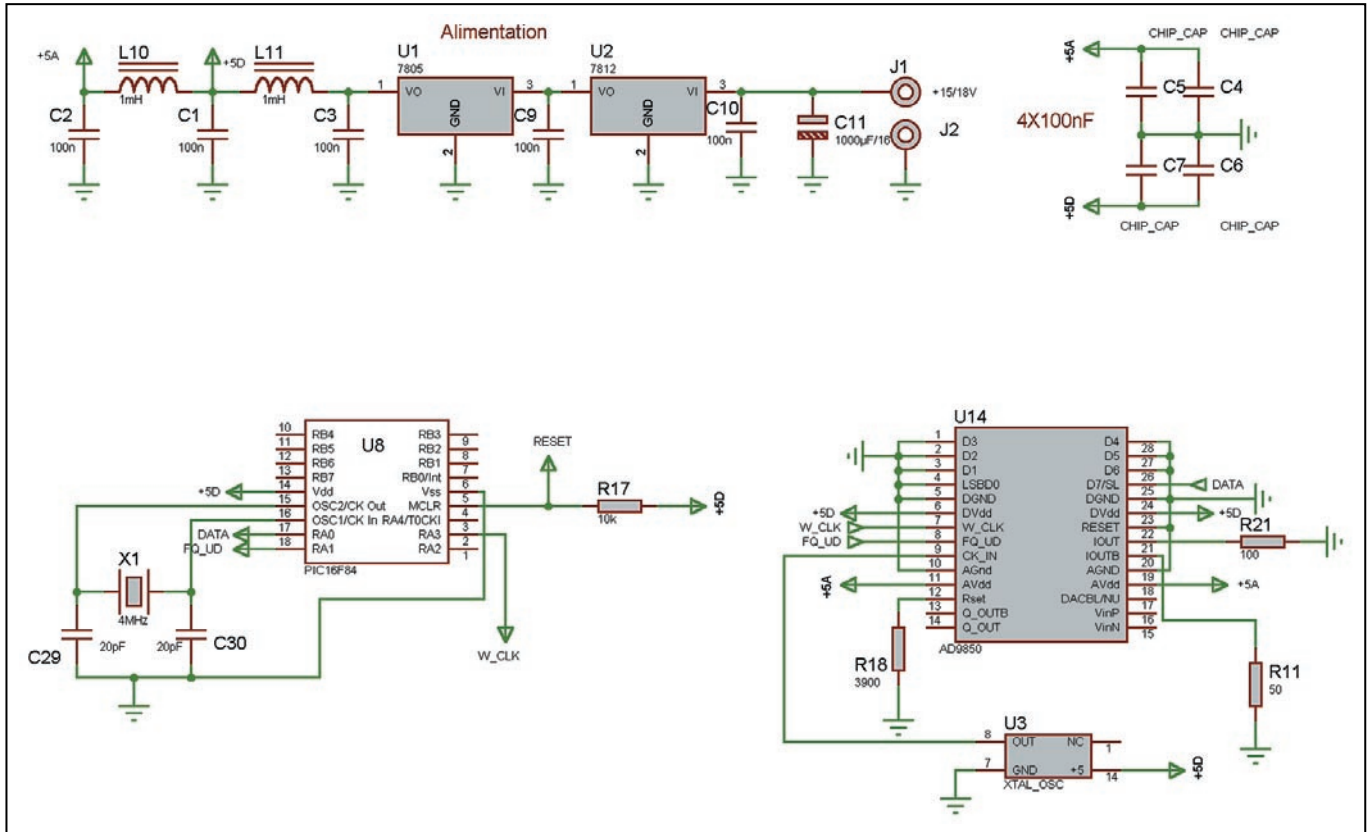 Alimentation
+5A
L10
1mH
+5D
L11
1mH
C2
100n
C1
100n
C3
100n
U1
7805
1
VO
VI
3
GND
2
C9
100n
U2
7812
1
VO
VI
3
GND
2
C10
100n
C11
1000µF/16
J1
+15/18V
J2
CHIP_CAP
CHIP_CAP
+5A
C5
C4
4X100nF
C7
C6
+5D
CHIP_CAP
CHIP_CAP
U8
10
RB4
11
RB5
12
RB6
13
RB7
14
Vdd
15
OSC2/CK Out
16
OSC1/CK In
17
RA0
18
RA1
RB3
9
RB2
8
RB1
7
RB0/Int
6
Vss
5
MCLR
4
RA4/T0CKI
3
RA3
2
RA2
1
PIC16F84
+5D
DATA
FQ_UD
X1
4MHz
C29
20pF
20pF
C30
RESET
R17
10k
+5D
W_CLK
U14
1
D3
2
D2
3
D1
4
LSBD0
5
DGND
6
DVdd
7
W_CLK
8
FQ_UD
9
CK_IN
10
AGnd
11
AVdd
12
Rset
13
Q_OUTB
14
Q_OUT
D4
28
D5
27
D6
26
D7/SL
25
DGND
24
DVdd
23
RESET
22
IOUT
21
IOUTB
20
AGND
19
AVdd
18
DACBL/NU
17
VinP
16
VinN
15
AD9850
+5D
W_CLK
FQ_UD
+5A
DATA
+5D
R21
100
+5A
R18
3900
R11
50
U3
8
OUT
NC
1
7
GND
+5
14
XTAL_OSC
+5D